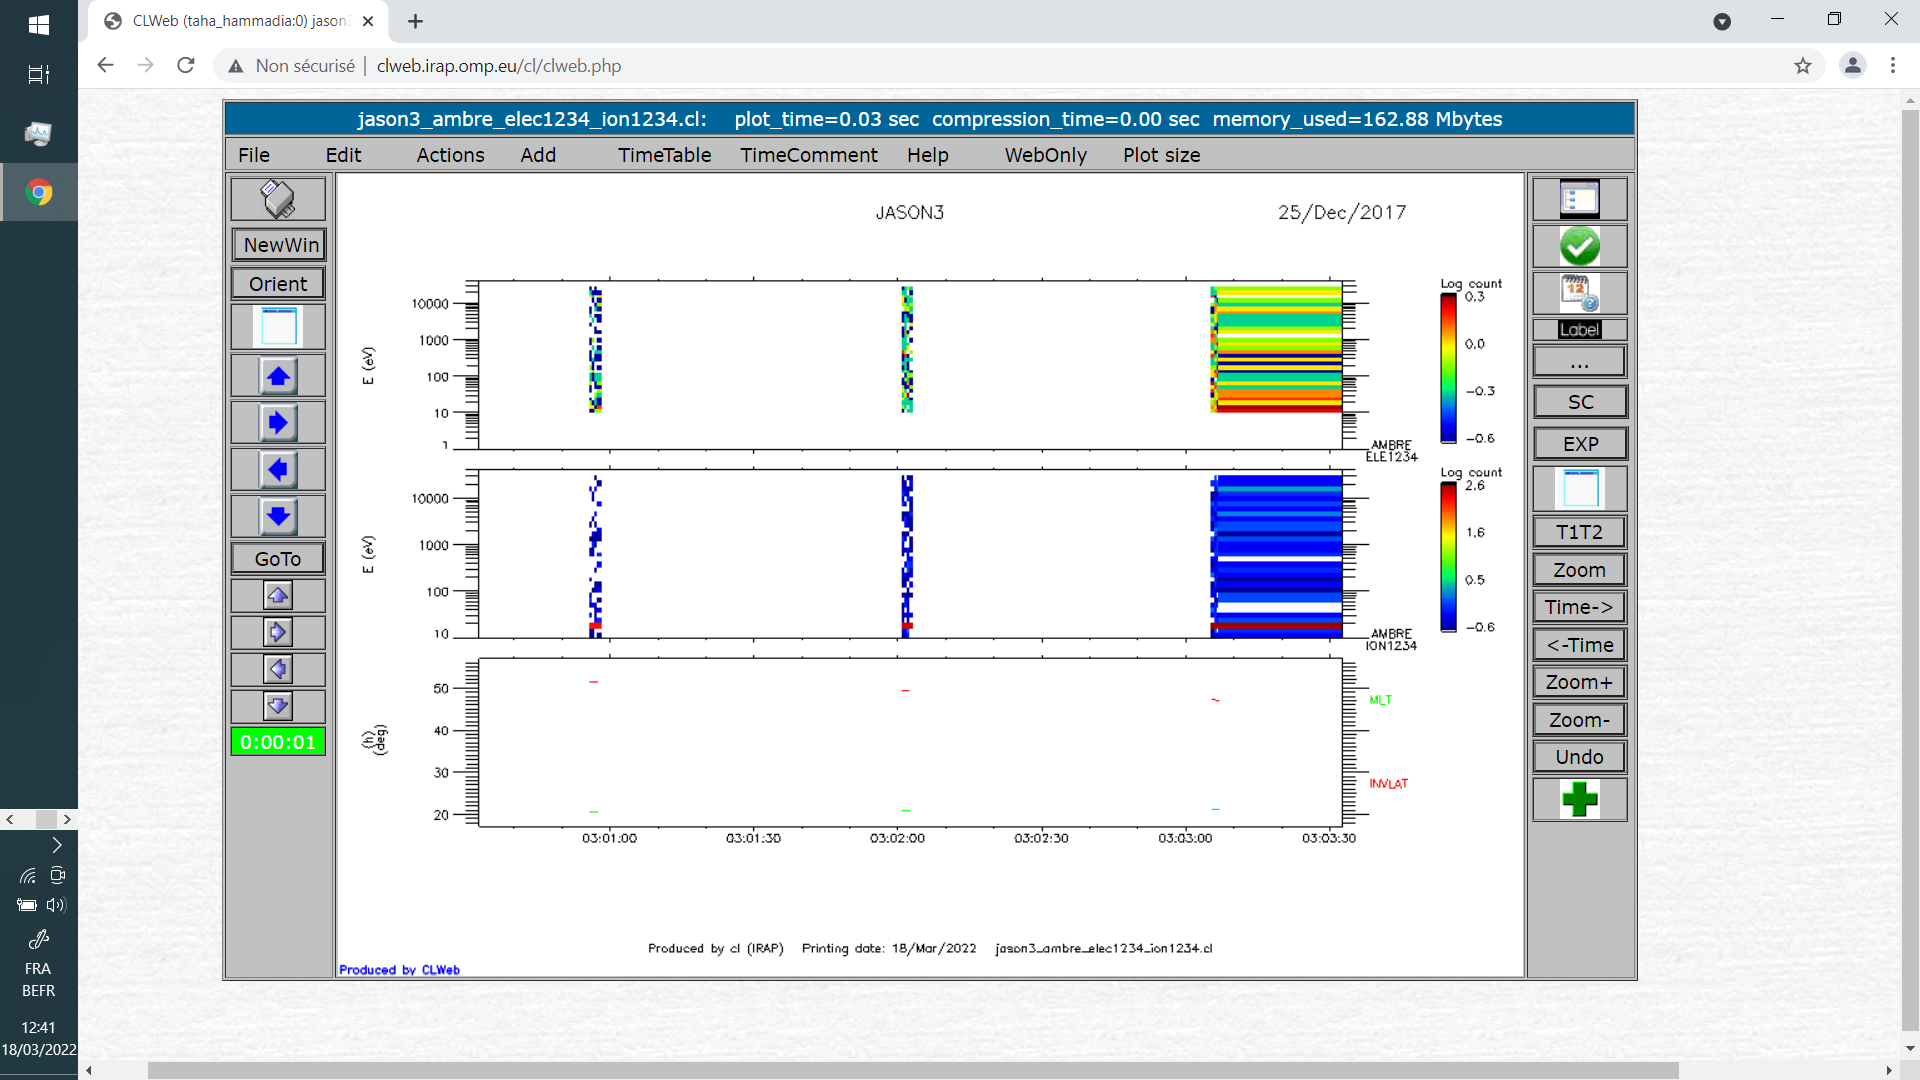 CLWeb (taha_hammadia:0) jason3
Non sécurisé | clweb.irap.omp.eu/cl/clweb.php
jason3_ambre_elec1234_ion1234.cl: plot_time=0.03 sec compression_time=0.00 sec memory_used=162.88 Mbytes
File Edit Actions Add TimeTable TimeComment Help WebOnly Plot size
NewWin
Orient
GoTo
0:00:01
JASON3 25/Dec/2017
10000
1000
100
10
1
E (eV)
AMBRE
ELE1234
Log count
0.3
0.0
-0.3
-0.6
10000
1000
100
10
E (eV)
AMBRE
ION1234
Log count
2.6
1.6
0.5
-0.6
50
40
30
20
(h)
(deg)
MLT
INVLAT
03:01:00 03:01:30 03:02:00 03:02:30 03:03:00 03:03:30
Produced by cl (IRAP) Printing date: 18/Mar/2022 jason3_ambre_elec1234_ion1234.cl
Produced by CLWeb
12
Label
...
SC
EXP
T1T2
Zoom
Time->
<-Time
Zoom+
Zoom-
Undo
FRA
BEFR
12:41
18/03/2022